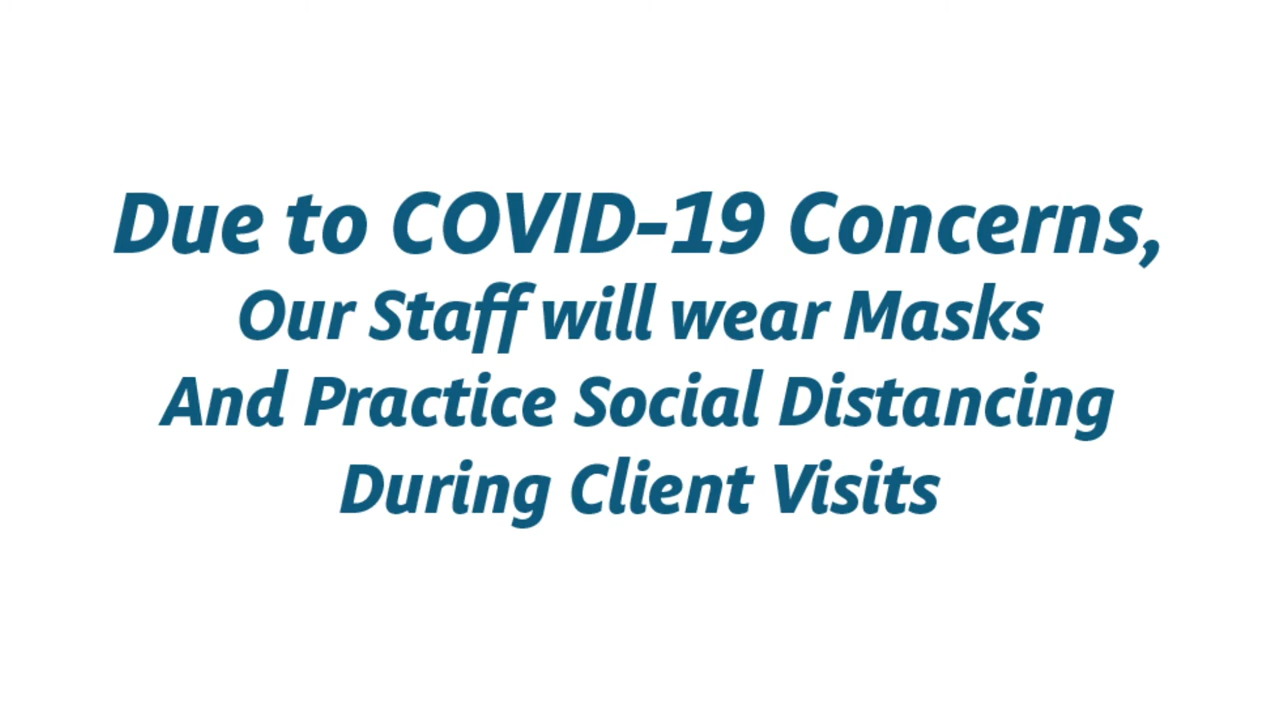 Due to COVID-19 Concerns,
Our Staff will wear Masks
And Practice Social Distancing
During Client Visits